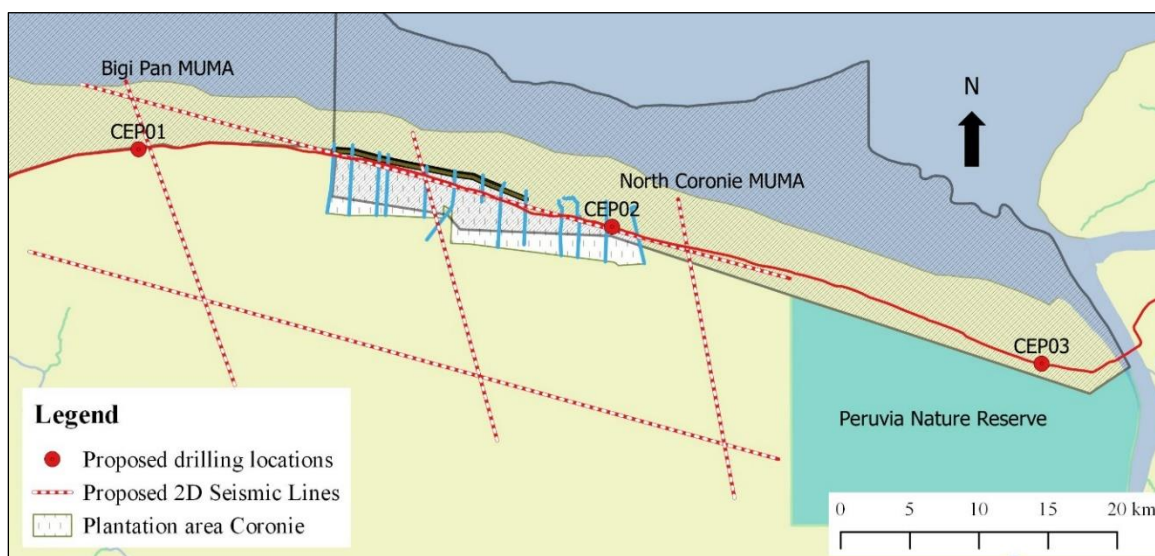 Bigi Pan MUMA
N
CEP01
North Coronie MUMA
CEP02
CEP03
Peruvia Nature Reserve
Legend
Proposed drilling locations
Proposed 2D Seismic Lines
Plantation area Coronie
0 5 10 15 20 km